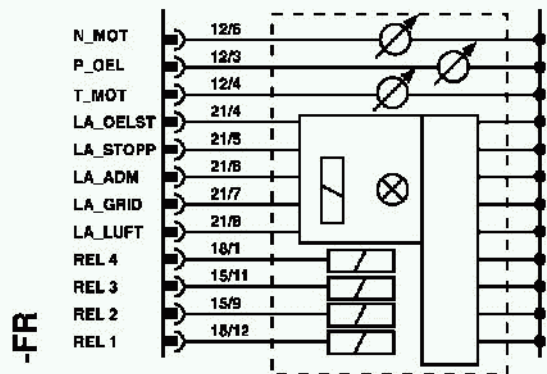 N_MOT 12/6
P_OEL 12/3
T_MOT 12/4
LA_OELST 21/4
LA_STOPP 21/5
LA_ADM 21/6
LA_GRID 21/7
LA_LUFT 21/8
REL 4 18/1
REL 3 15/11
REL 2 15/9
REL 1 18/12
-FR